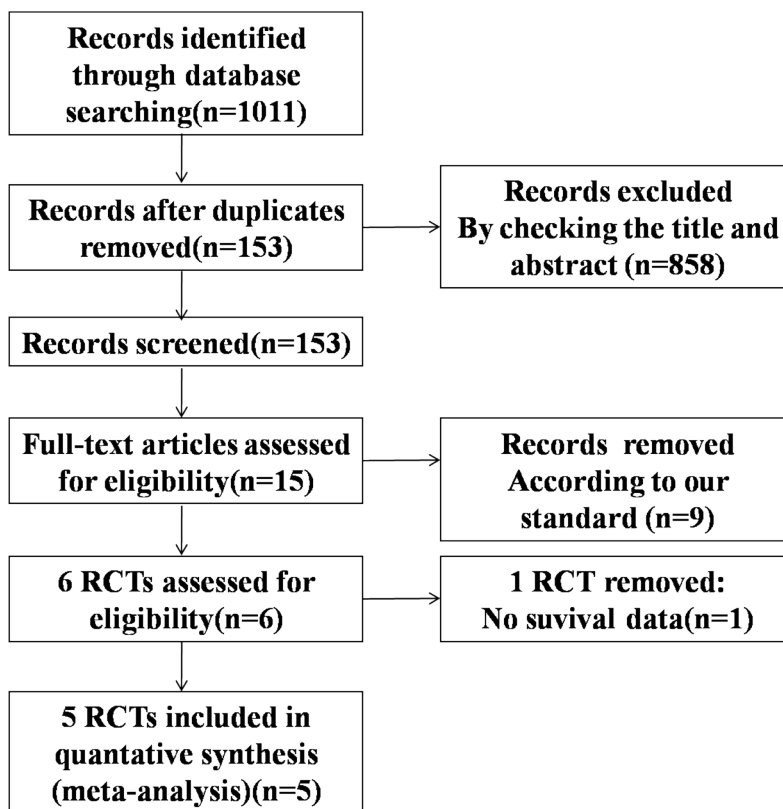 Records identified
through database
searching(n=1011)
Records after duplicates
removed(n=153)
Records excluded
By checking the title and
abstract (n=858)
Records screened(n=153)
Full-text articles assessed
for eligibility(n=15)
Records removed
According to our
standard (n=9)
6 RCTs assessed for
eligibility(n=6)
1 RCT removed:
No suvival data(n=1)
5 RCTs included in
quantative synthesis
(meta-analysis)(n=5)